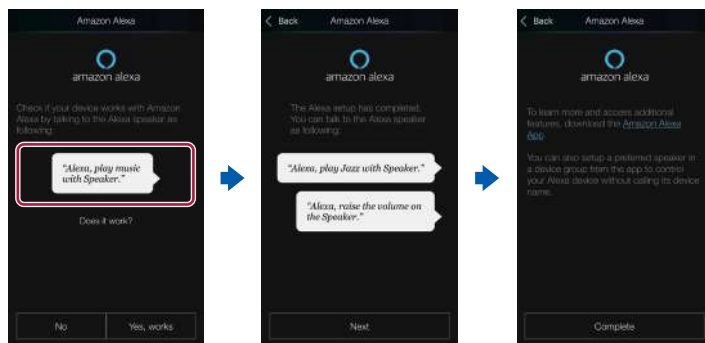 Amazon Alexa
amazon alexa
Check if your device works with Amazon
Alexa by talking to the Alexa speaker as
following:
"Alexa, play music
with Speaker."
Does it work?
No
Yes, works
Back
Amazon Alexa
amazon alexa
The Alexa setup has completed.
You can talk to the Alexa speaker
as following:
"Alexa, play Jazz with Speaker."
"Alexa, raise the volume on
the Speaker."
Next
Back
Amazon Alexa
amazon alexa
To learn more and access additional
features, download the Amazon Alexa
App.
You can also setup a preferred speaker in
a device group from the app to control
your Alexa device without calling its device
name.
Complete